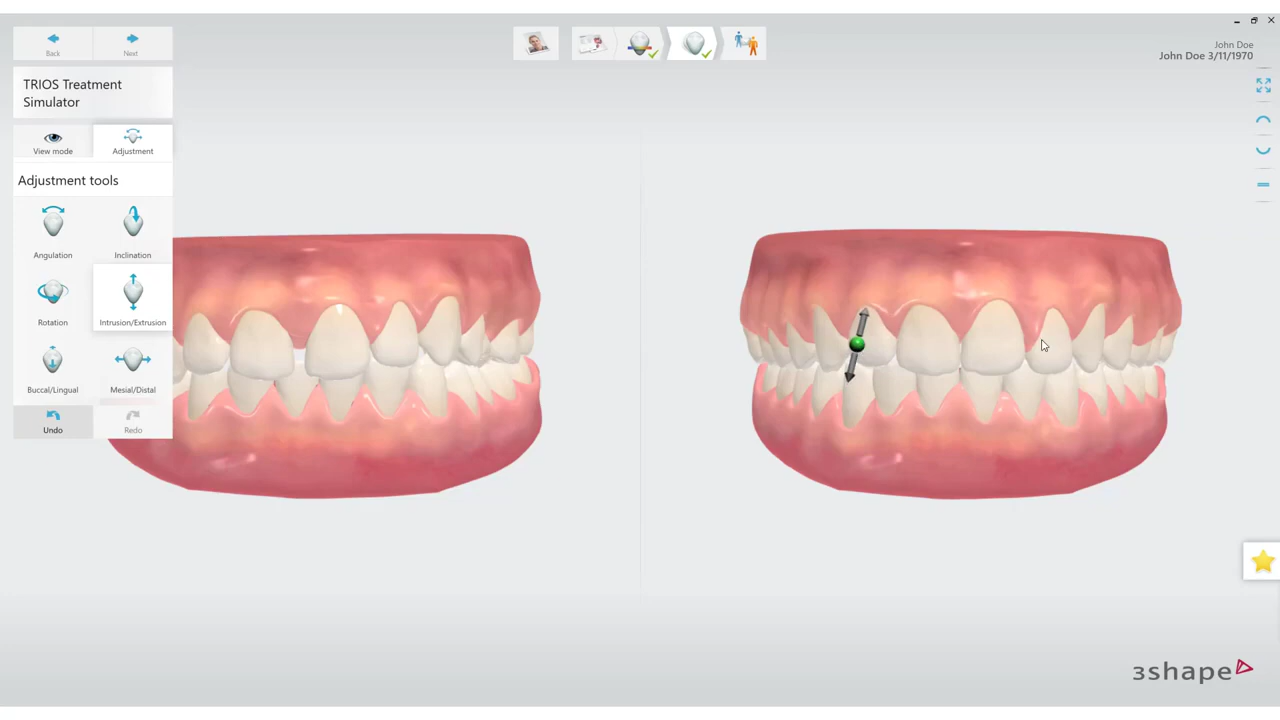 Back
Next
John Doe
John Doe 3/11/1970
TRIOS Treatment
Simulator
View mode
Adjustment
Adjustment tools
Angulation
Inclination
Rotation
Intrusion/Extrusion
Buccal/Lingual
Mesial/Distal
Undo
Redo
3shape